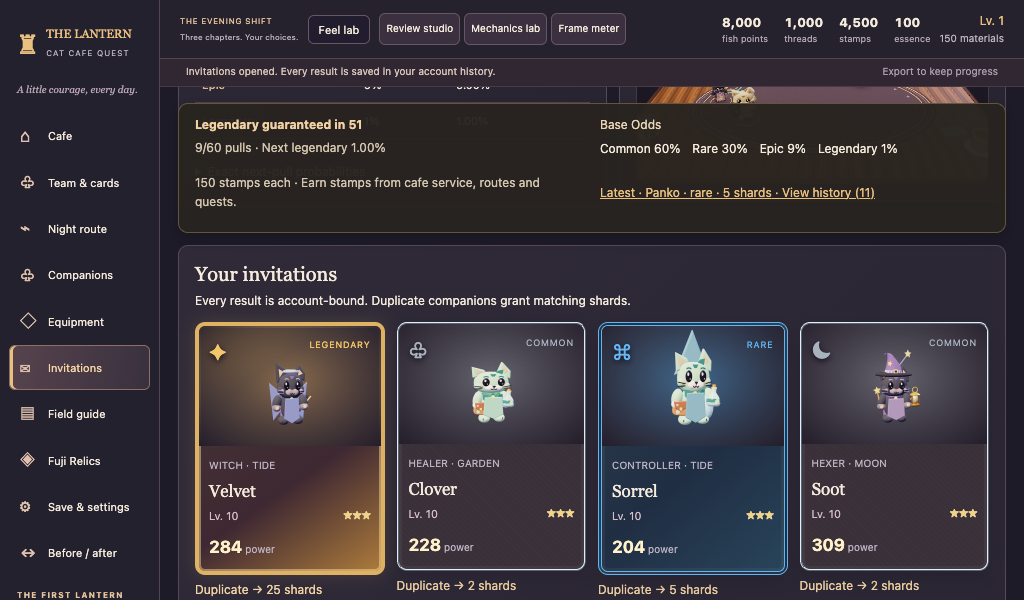 THE LANTERN
CAT CAFE QUEST
A little courage, every day.
Cafe
Team & cards
Night route
Companions
Equipment
Invitations
Field guide
Fuji Relics
Save & settings
Before / after
THE FIRST LANTERN
THE EVENING SHIFT
Three chapters. Your choices.
Feel lab
Review studio
Mechanics lab
Frame meter
8,000
fish points
1,000
threads
4,500
stamps
100
essence
Lv. 1
150 materials
Invitations opened. Every result is saved in your account history.
Export to keep progress
Legendary guaranteed in 51
9/60 pulls · Next legendary 1.00%
150 stamps each · Earn stamps from cafe service, routes and
quests.
Base Odds
Common 60% Rare 30% Epic 9% Legendary 1%
Latest · Panko · rare · 5 shards · View history (11)
Your invitations
Every result is account-bound. Duplicate companions grant matching shards.
LEGENDARY
WITCH · TIDE
Velvet
Lv. 10
284 power
Duplicate → 25 shards
COMMON
HEALER · GARDEN
Clover
Lv. 10
228 power
Duplicate → 2 shards
RARE
CONTROLLER · TIDE
Sorrel
Lv. 10
204 power
Duplicate → 5 shards
COMMON
HEXER · MOON
Soot
Lv. 10
309 power
Duplicate → 2 shards